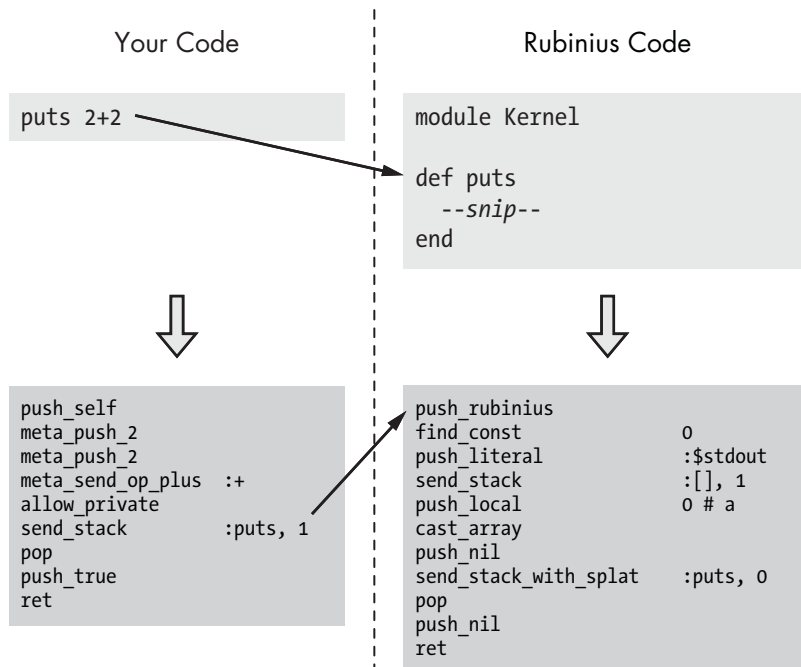 Your Code
puts 2+2
push_self
meta_push_2
meta_push_2
meta_send_op_plus :+
allow_private
send_stack :puts, 1
pop
push_true
ret
Rubinius Code
module Kernel
def puts
--snip--
end
push_rubinius
find_const 0
push_literal :$stdout
send_stack :[], 1
push_local 0 # a
cast_array
push_nil
send_stack_with_splat :puts, 0
pop
push_nil
ret